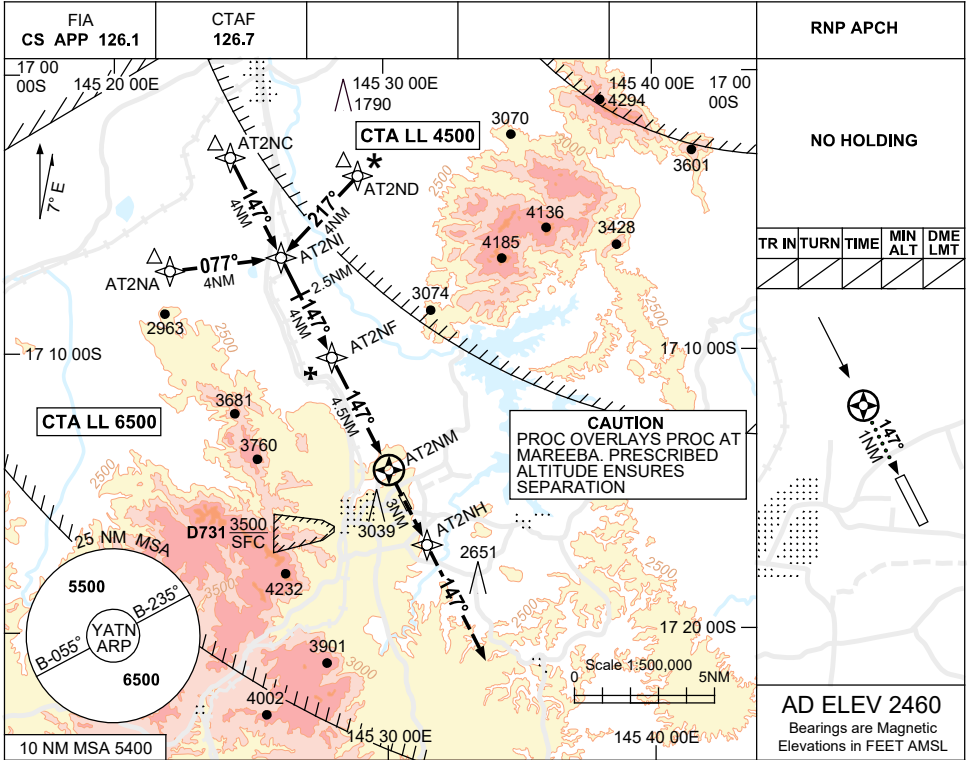 FIA
CS APP 126.1
CTAF
126.7
RNP APCH
17 00
00S
145 20 00E
145 30 00E
145 40 00E
17 00
00S
1790
4294
CTA LL 4500
3070
3000
2500
3601
NO HOLDING
AT2NC
*
AT2ND
7° E
147°
4NM
217°
4NM
4136
3428
4185
AT2NI
AT2NA
077°
4NM
2.5NM
147°
4NM
3074
2500
TR IN
TURN
TIME
MIN
ALT
DME
LMT
2963
2500
AT2NF
17 10 00S
17 10 00S
147°
4.5NM
3681
CTA LL 6500
3760
2500
AT2NM
CAUTION
PROC OVERLAYS PROC AT
MAREEBA. PRESCRIBED
ALTITUDE ENSURES
SEPARATION
147°
1NM
3NM
D731
3500
SFC
3039
AT2NH
2651
25 NM MSA
3500
4232
147°
2500
5500
B-235°
YATN
ARP
B-055°
6500
17 20 00S
3901
3000
4002
Scale 1:500,000
0
5NM
145 30 00E
145 40 00E
10 NM MSA 5400
AD ELEV 2460
Bearings are Magnetic
Elevations in FEET AMSL